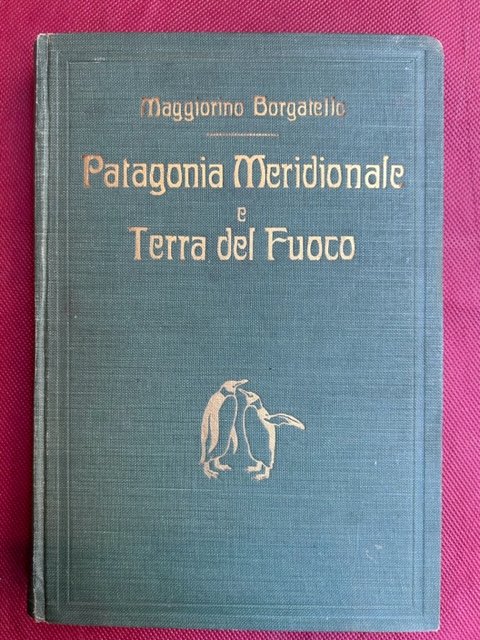 Maggiorino Borgatello
Patagonia Meridionale
e
Terra del Fuoco